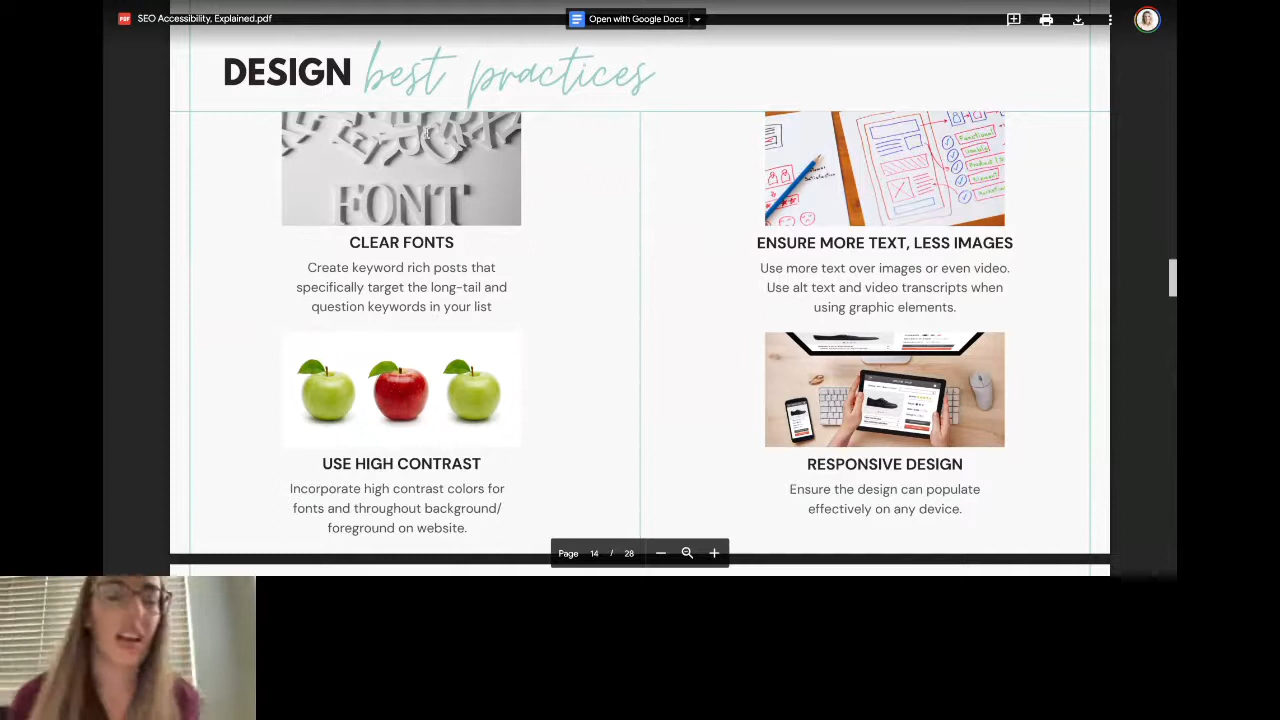 SEO Accessibility, Explained.pdf
Open with Google Docs
DESIGN best practices
FONT
CLEAR FONTS
Create keyword rich posts that
specifically target the long-tail and
question keywords in your list
Functional
Usable
ENSURE MORE TEXT, LESS IMAGES
Use more text over images or even video.
Use alt text and video transcripts when
using graphic elements.
USE HIGH CONTRAST
Incorporate high contrast colors for
fonts and throughout background/
foreground on website.
RESPONSIVE DESIGN
Ensure the design can populate
effectively on any device.
Page 14 / 28